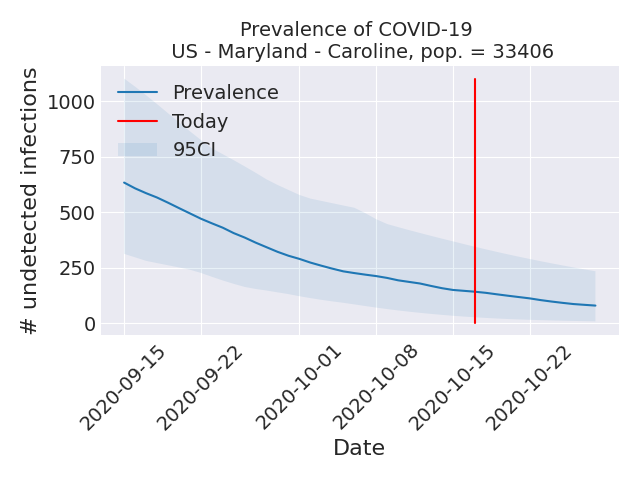 Prevalence of COVID-19
US - Maryland - Caroline, pop. = 33406
# undetected infections
1000
750
500
250
0
Prevalence
Today
95CI
2020-09-15
2020-09-22
2020-10-01
2020-10-08
2020-10-15
2020-10-22
Date